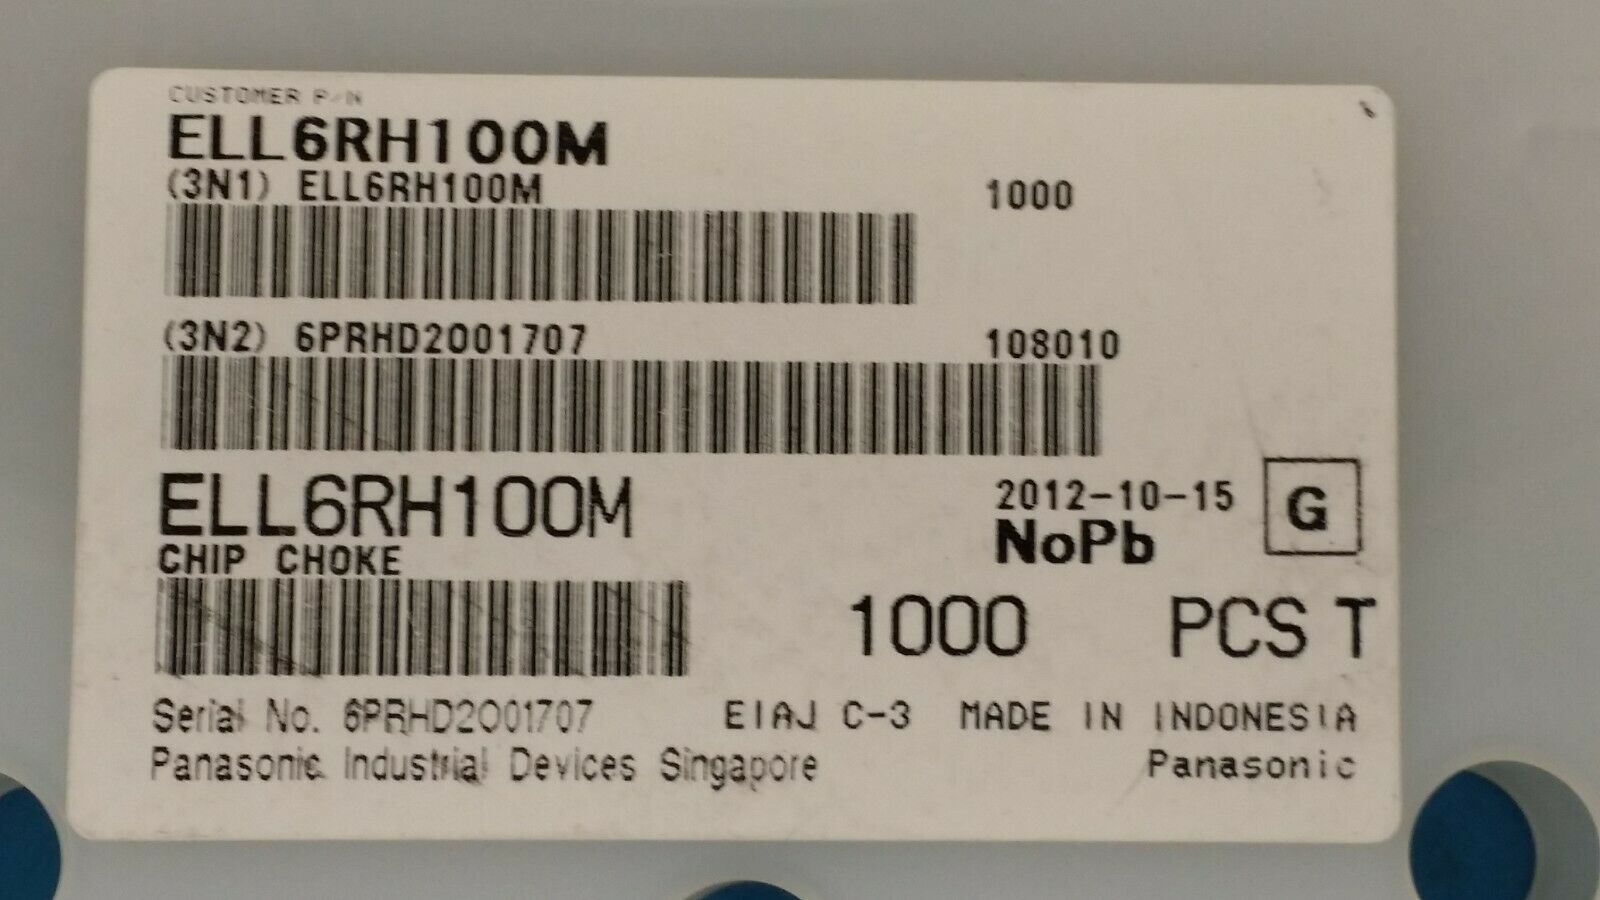 CUSTOMER P/N
ELL6RH100M
(3N1) ELL6RH100M 1000
(3N2) 6PRHD2001707 108010
ELL6RH100M 2012-10-15 G
CHIP CHOKE NoPb
1000 PCS T
Serial No. 6PRHD2001707 EIAJ C-3 MADE IN INDONESIA
Panasonic Industrial Devices Singapore Panasonic